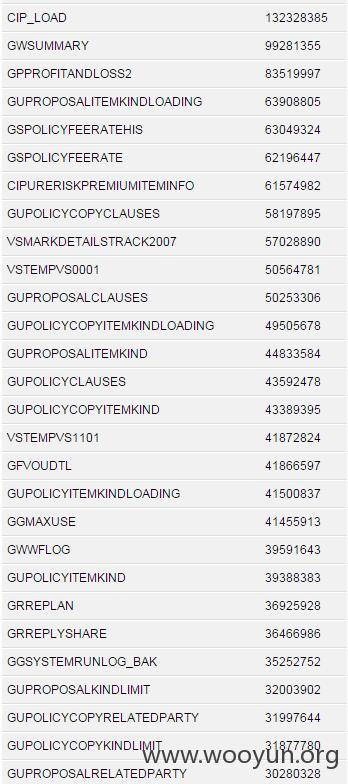 CIP_LOAD 132328385
GWSUMMARY 99281355
GPPROFITANDLOSS2 83519997
GUPROPOSALITEMKINDLOADING 63908805
GSPOLICYFEERATEHIS 63049324
GSPOLICYFEERATE 62196447
CIPURERISKPREMIUMITEMINFO 61574982
GUPOLICYCOPYCLAUSES 58197895
VSMARKDETAILSTRACK2007 57028890
VSTEMPVS0001 50564781
GUPROPOSALCLAUSES 50253306
GUPOLICYCOPYITEMKINDLOADING 49505678
GUPROPOSALITEMKIND 44833584
GUPOLICYCLAUSES 43592478
GUPOLICYCOPYITEMKIND 43389395
VSTEMPVS1101 41872824
GFVOUDTL 41866597
GUPOLICYITEMKINDLOADING 41500837
GGMAXUSE 41455913
GWWFLOG 39591643
GUPOLICYITEMKIND 39388383
GRREPLAN 36925928
GRREPLYSHARE 36466986
GGSYSTEMRUNLOG_BAK 35252752
GUPROPOSALKINDLIMIT 32003902
GUPOLICYCOPYRELATEDPARTY 31997644
GUPOLICYCOPYKINDLIMIT 31877780
www.wooyun.org
GUPROPOSALRELATEDPARTY 30280328